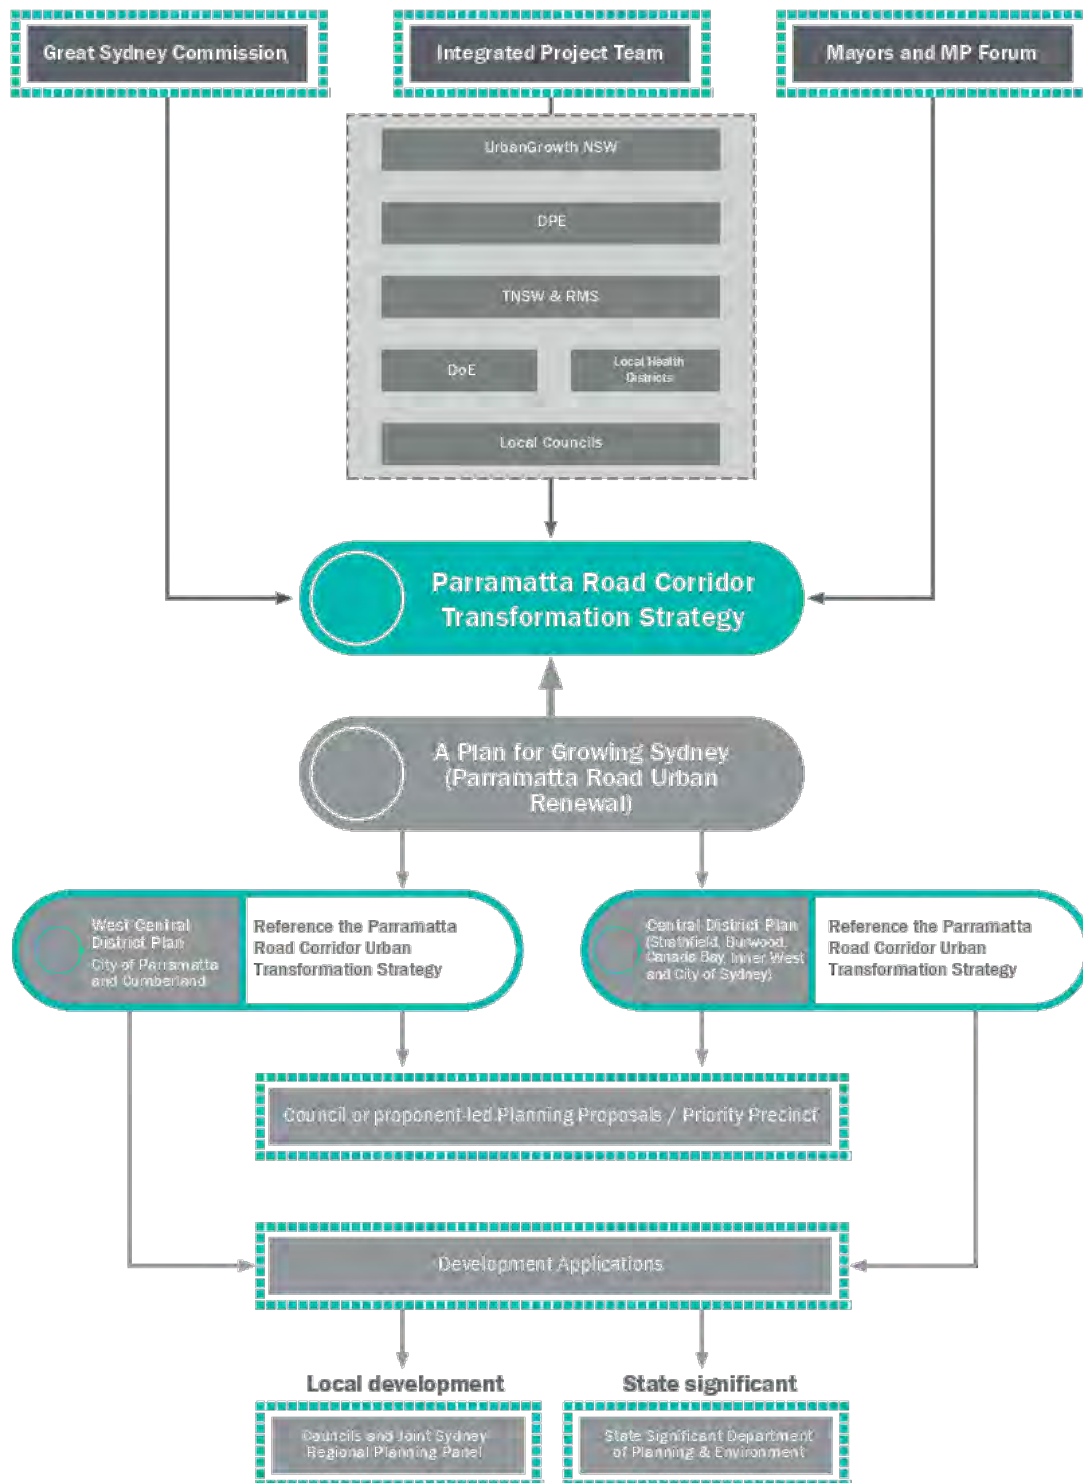 Great Sydney Commission
Integrated Project Team
Mayors and MP Forum
UrbanGrowth NSW
DPE
TNSW & RMS
DoE
Local Health
Districts
Local Councils
Parramatta Road Corridor
Transformation Strategy
A Plan for Growing Sydney
(Parramatta Road Urban
Renewal)
West Central
District Plan
City of Parramatta
and Cumberland
Reference the Parramatta
Road Corridor Urban
Transformation Strategy
Central District Plan
(Strathfield, Burwood,
Canada Bay, Inner West
and City of Sydney)
Reference the Parramatta
Road Corridor Urban
Transformation Strategy
Council or proponent-led Planning Proposals / Priority Precinct
Development Applications
Local development
State significant
Councils and Joint Sydney
Regional Planning Panel
State Significant Department
of Planning & Environment